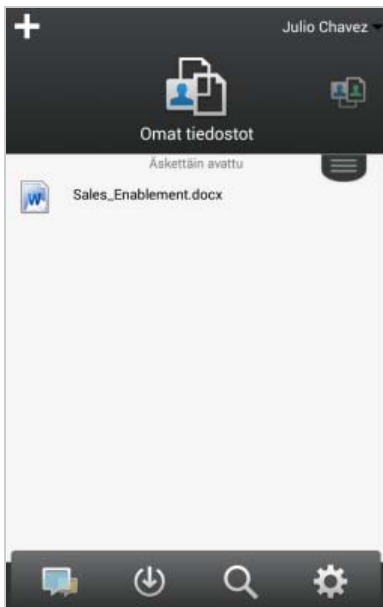 Julio Chavez
Omat tiedostot
Äskettäin avattu
W
Sales_Enablement.docx